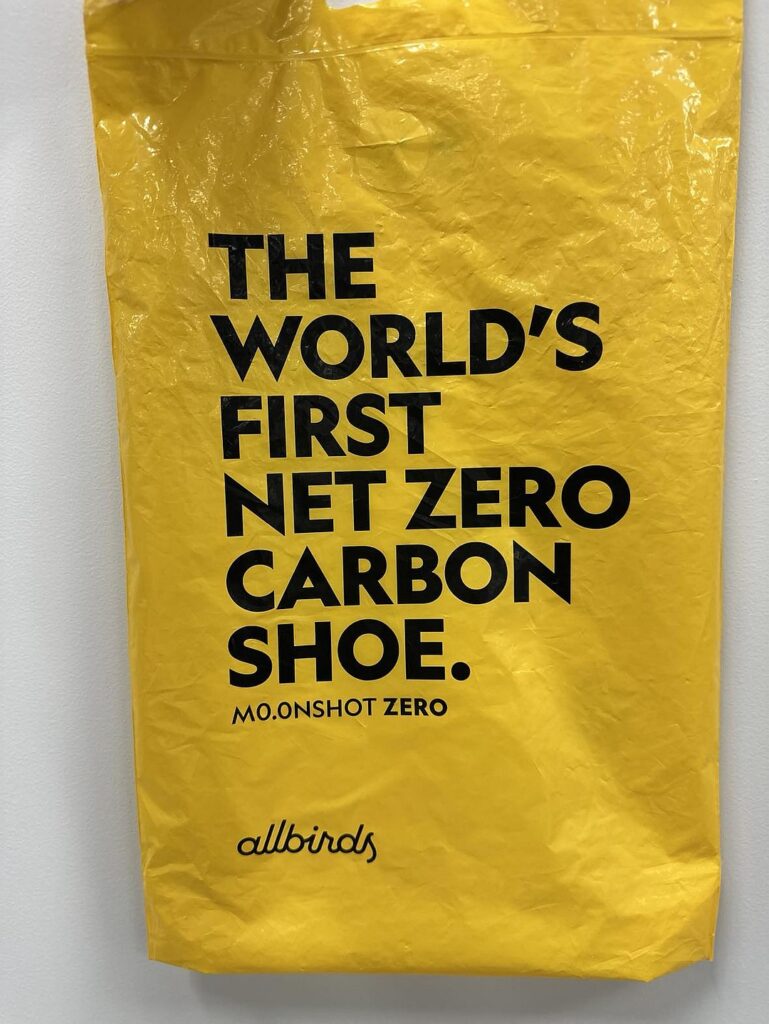 THE
WORLD'S
FIRST
NET ZERO
CARBON
SHOE.
M0.0NSHOT ZERO
allbirds